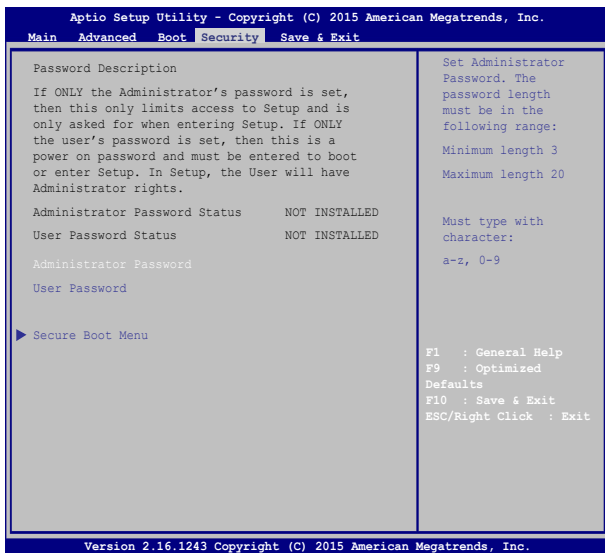 Aptio Setup Utility - Copyright (C) 2015 American Megatrends, Inc.
Main Advanced Boot Security Save & Exit
Password Description
If ONLY the Administrator's password is set,
then this only limits access to Setup and is
only asked for when entering Setup. If ONLY
the user's password is set, then this is a
power on password and must be entered to boot
or enter Setup. In Setup, the User will have
Administrator rights.
Administrator Password Status NOT INSTALLED
User Password Status NOT INSTALLED
Administrator Password
User Password
Secure Boot Menu
Set Administrator
Password. The
password length
must be in the
following range:
Minimum length 3
Maximum length 20
Must type with
character:
a-z, 0-9
F1 : General Help
F9 : Optimized
Defaults
F10 : Save & Exit
ESC/Right Click : Exit
Version 2.16.1243 Copyright (C) 2015 American Megatrends, Inc.